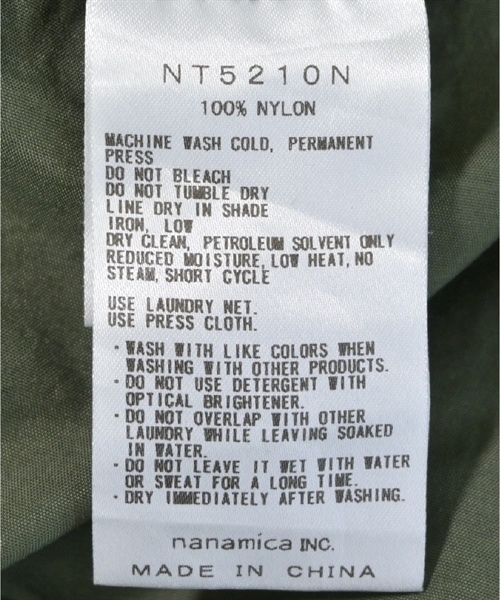 NT5210N
100% NYLON
MACHINE WASH COLD, PERMANENT
PRESS
DO NOT BLEACH
DO NOT TUMBLE DRY
LINE DRY IN SHADE
IRON, LOW
DRY CLEAN, PETROLEUM SOLVENT ONLY
REDUCED MOISTURE, LOW HEAT, NO
STEAM, SHORT CYCLE
USE LAUNDRY NET.
USE PRESS CLOTH.
・WASH WITH LIKE COLORS WHEN
WASHING WITH OTHER PRODUCTS.
・DO NOT USE DETERGENT WITH
OPTICAL BRIGHTENER.
・DO NOT OVERLAP WITH OTHER
LAUNDRY WHILE LEAVING SOAKED
IN WATER.
・DO NOT LEAVE IT WET WITH WATER
OR SWEAT FOR A LONG TIME.
・DRY IMMEDIATELY AFTER WASHING.
nanamica INC.
MADE IN CHINA